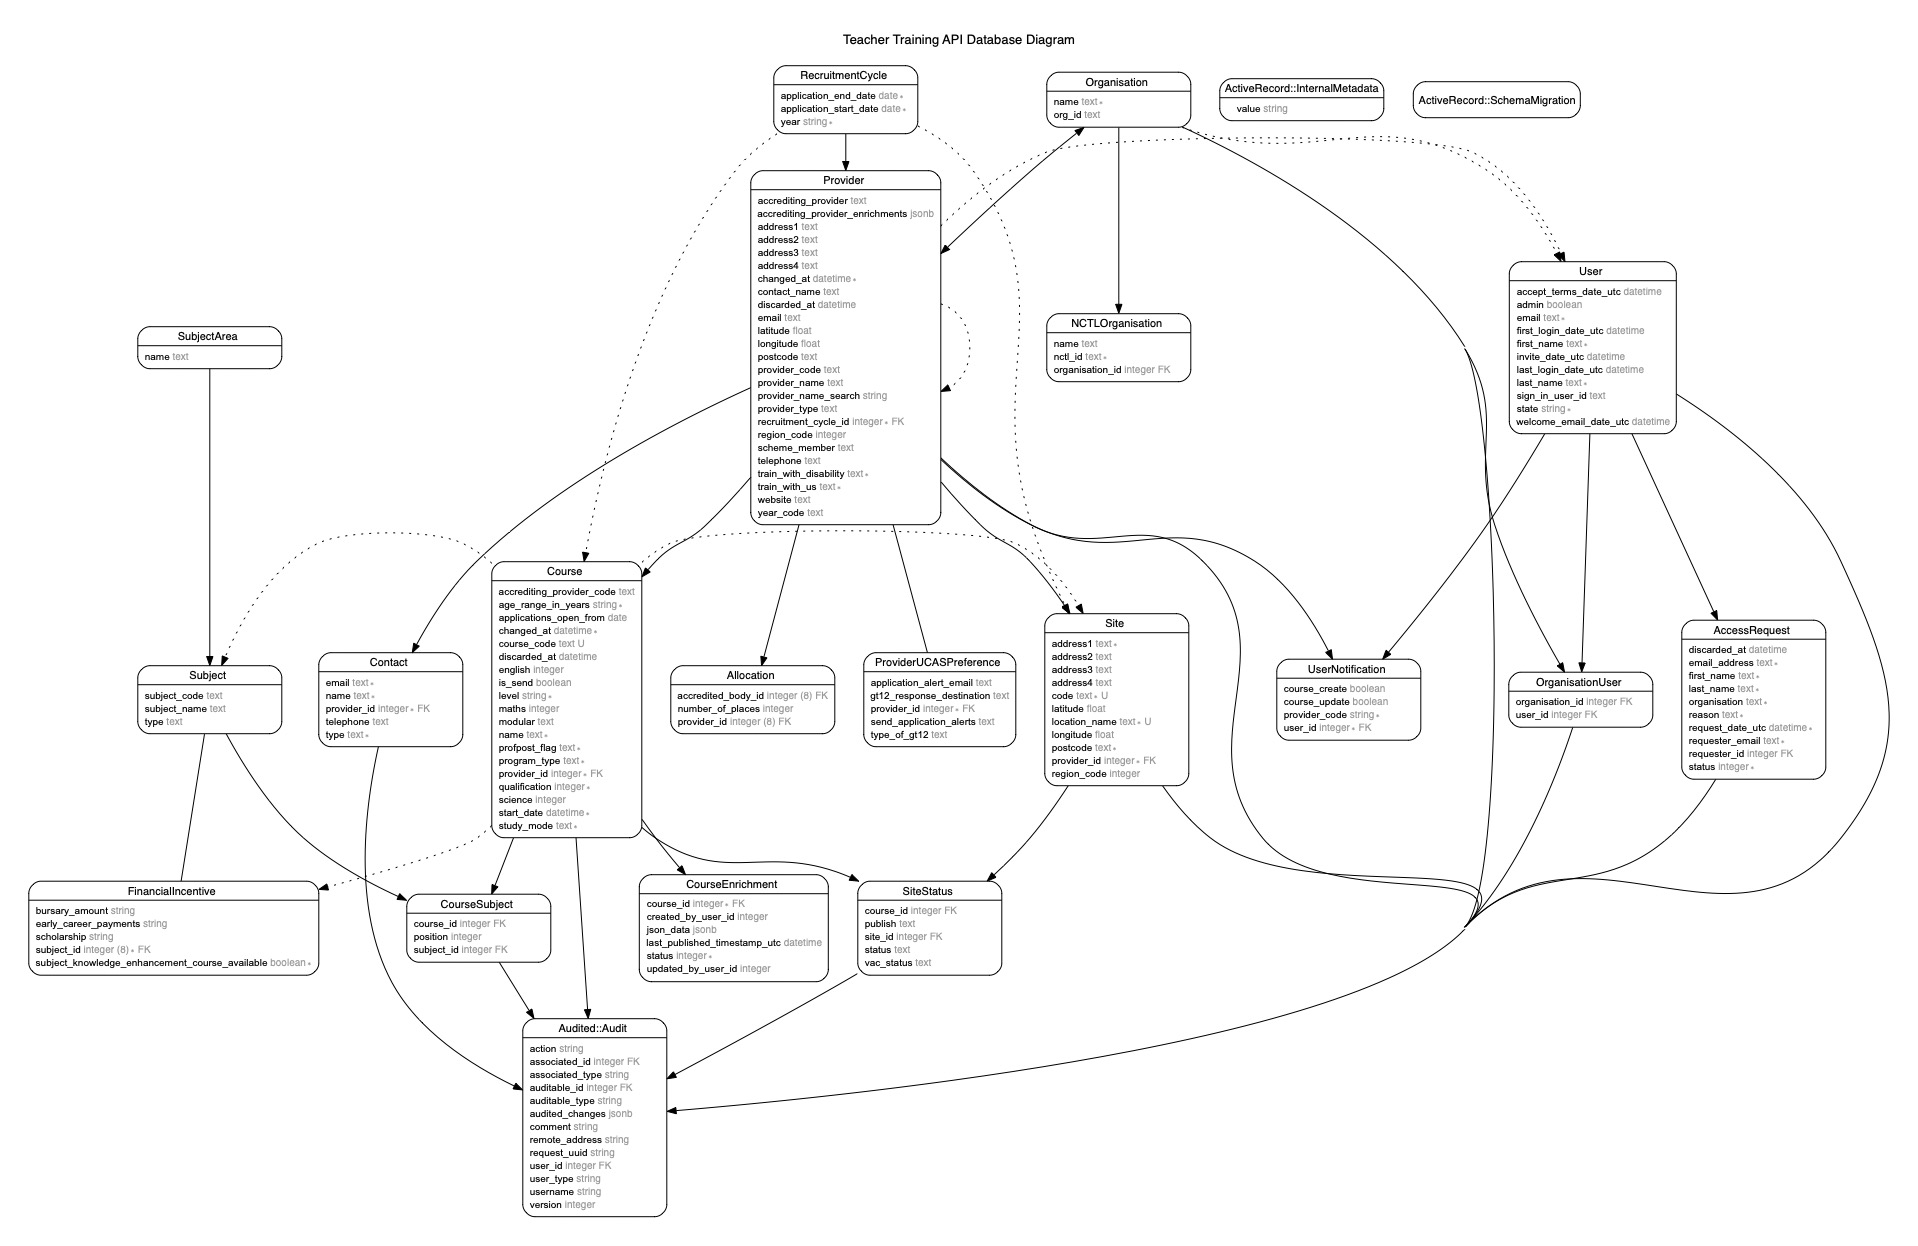 Teacher Training API Database Diagram
RecruitmentCycle
application_end_date date *
application_start_date date *
year string *
Organisation
name text *
org_id text
ActiveRecord::InternalMetadata
value string
ActiveRecord::SchemaMigration
Provider
accrediting_provider text
accrediting_provider_enrichments jsonb
address1 text
address2 text
address3 text
address4 text
changed_at datetime *
contact_name text
discarded_at datetime
email text
latitude float
longitude float
postcode text
provider_code text
provider_name text
provider_name_search string
provider_type text
recruitment_cycle_id integer * FK
region_code integer
scheme_member text
telephone text
train_with_disability text *
train_with_us text *
website text
year_code text
User
accept_terms_date_utc datetime
admin boolean
email text *
first_login_date_utc datetime
first_name text *
invite_date_utc datetime
last_login_date_utc datetime
last_name text *
sign_in_user_id text
state string *
welcome_email_date_utc datetime
NCTLOrganisation
name text
nctl_id text *
organisation_id integer FK
SubjectArea
name text
Course
accrediting_provider_code text
age_range_in_years string *
applications_open_from date
changed_at datetime *
course_code text U
discarded_at datetime
english integer
is_send boolean
level string *
maths integer
modular text
name text *
profpost_flag text *
program_type text *
provider_id integer * FK
qualification integer *
science integer
start_date datetime *
study_mode text *
Site
address1 text *
address2 text
address3 text
address4 text
code text * U
latitude float
location_name text * U
longitude float
postcode text *
provider_id integer * FK
region_code integer
AccessRequest
discarded_at datetime
email_address text *
first_name text *
last_name text *
organisation text *
reason text *
request_date_utc datetime *
requester_email text *
requester_id integer FK
status integer *
Subject
subject_code text
subject_name text
type text
Contact
email text *
name text *
provider_id integer * FK
telephone text
type text *
Allocation
accredited_body_id integer (8) FK
number_of_places integer
provider_id integer (8) FK
ProviderUCASPreference
application_alert_email text
gt12_response_destination text
provider_id integer * FK
send_application_alerts text
type_of_gt12 text
UserNotification
course_create boolean
course_update boolean
provider_code string *
user_id integer * FK
OrganisationUser
organisation_id integer FK
user_id integer FK
FinancialIncentive
bursary_amount string
early_career_payments string
scholarship string
subject_id integer (8) * FK
subject_knowledge_enhancement_course_available boolean *
CourseSubject
course_id integer FK
position integer
subject_id integer FK
CourseEnrichment
course_id integer * FK
created_by_user_id integer
json_data jsonb
last_published_timestamp_utc datetime
status integer *
updated_by_user_id integer
SiteStatus
course_id integer FK
publish text
site_id integer FK
status text
vac_status text
Audited::Audit
action string
associated_id integer FK
associated_type string
auditable_id integer FK
auditable_type string
audited_changes jsonb
comment string
remote_address string
request_uuid string
user_id integer FK
user_type string
username string
version integer